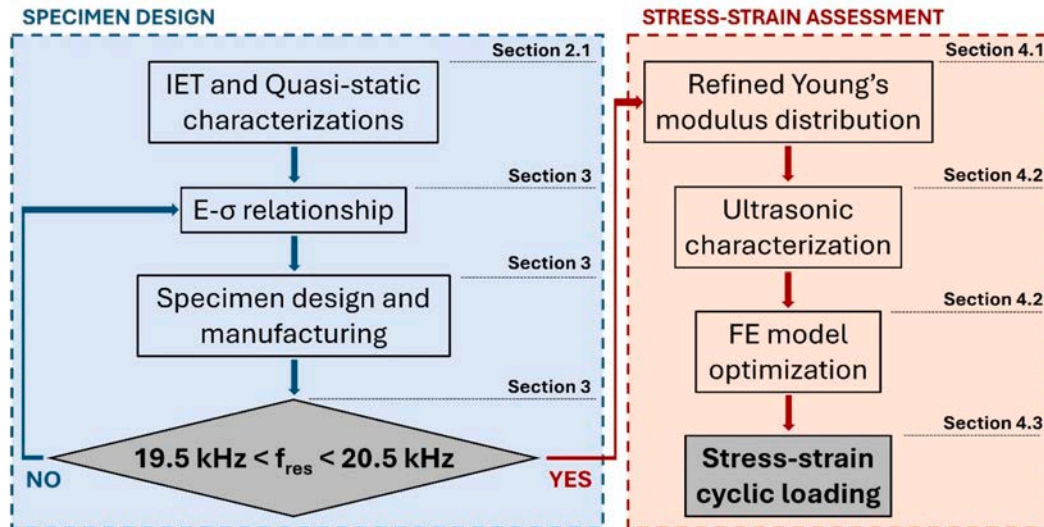 SPECIMEN DESIGN
Section 2.1
IET and Quasi-static
characterizations
Section 3
E-σ relationship
Section 3
Specimen design and
manufacturing
Section 3
19.5 kHz < fres < 20.5 kHz
NO
YES
STRESS-STRAIN ASSESSMENT
Section 4.1
Refined Young's
modulus distribution
Section 4.2
Ultrasonic
characterization
Section 4.2
FE model
optimization
Section 4.3
Stress-strain
cyclic loading